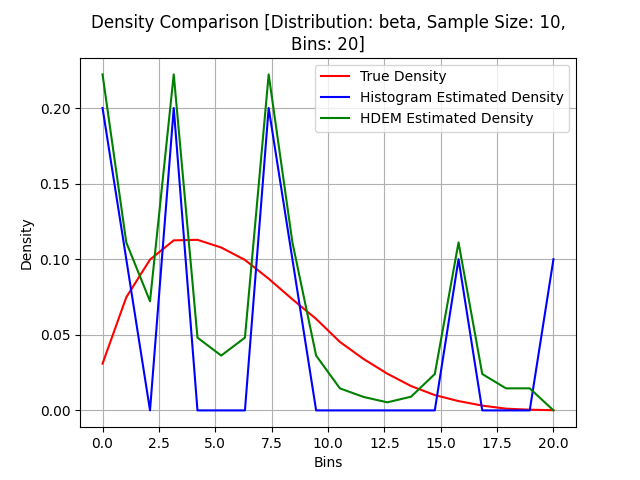 Density Comparison [Distribution: beta, Sample Size: 10,
Bins: 20]
True Density
Histogram Estimated Density
HDEM Estimated Density
Density
0.20
0.15
0.10
0.05
0.00
0.0 2.5 5.0 7.5 10.0 12.5 15.0 17.5 20.0
Bins